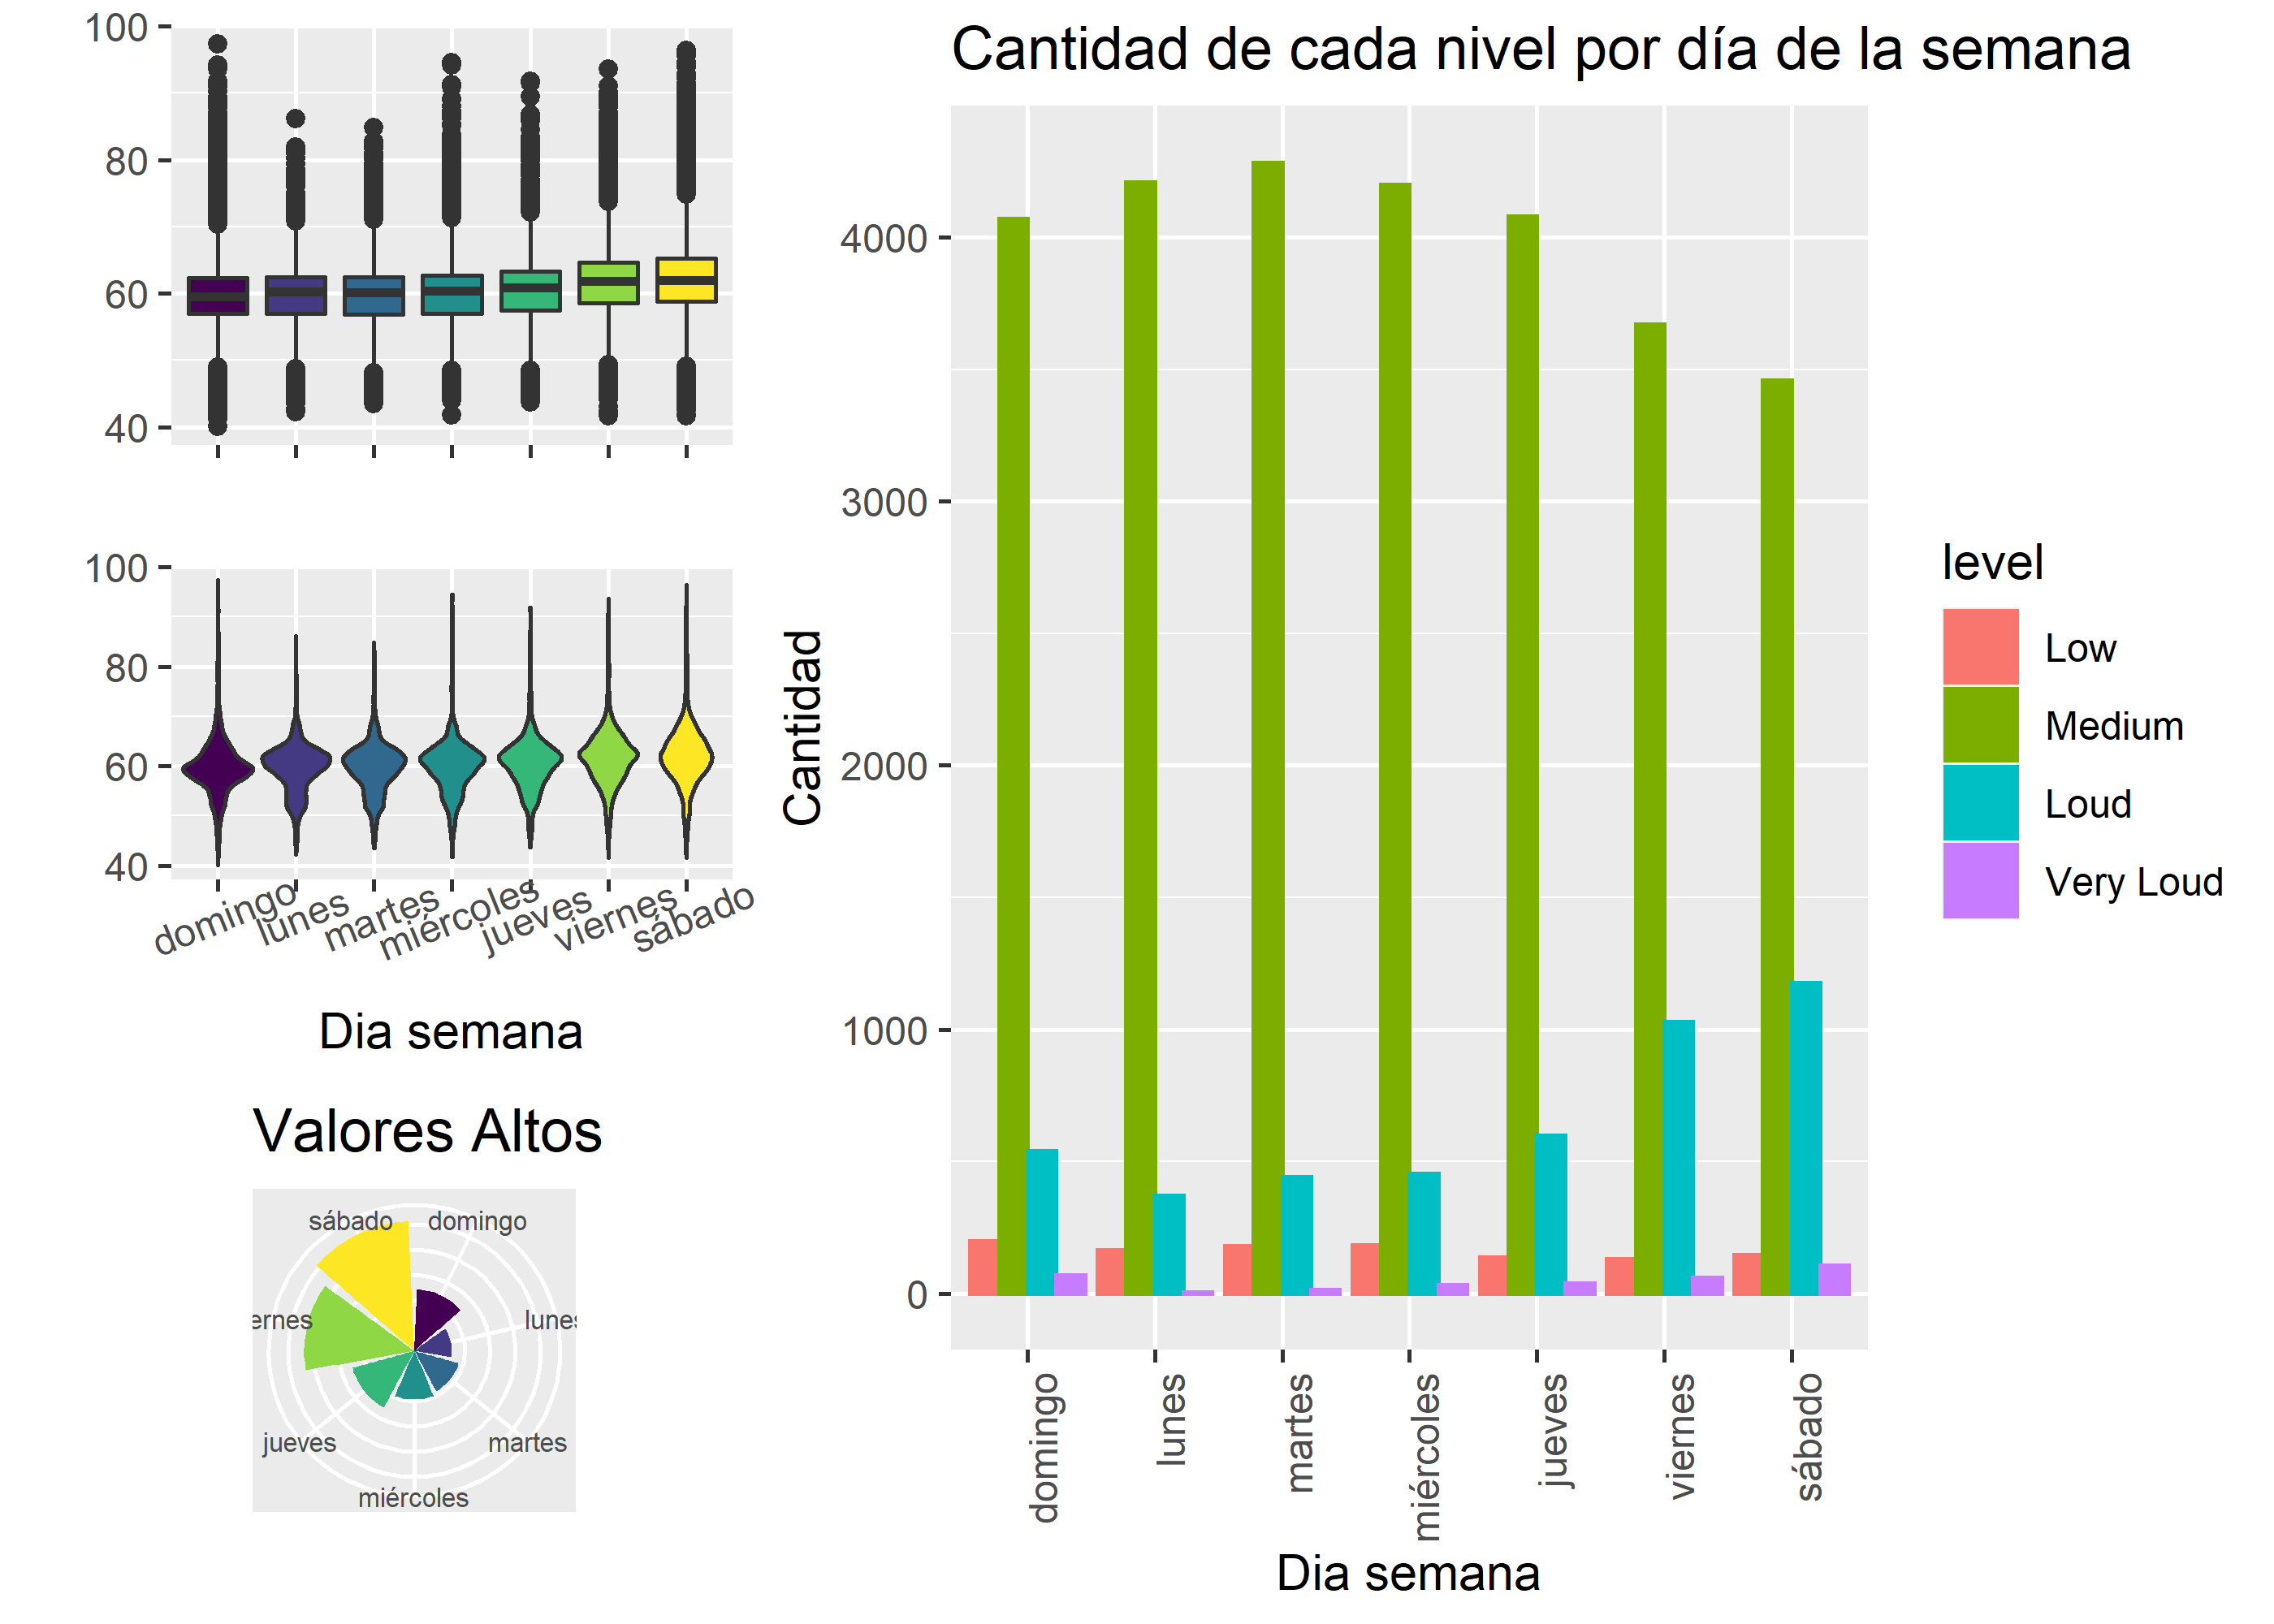 100
80
60
40
100
80
60
40
domingo
lunes
martes
miércoles
jueves
viernes
sábado
Dia semana
Valores Altos
sábado
domingo
ernes
lunes
jueves
martes
miércoles
Cantidad de cada nivel por día de la semana
Cantidad
4000
3000
2000
1000
0
domingo
lunes
martes
miércoles
jueves
viernes
sábado
Dia semana
level
Low
Medium
Loud
Very Loud